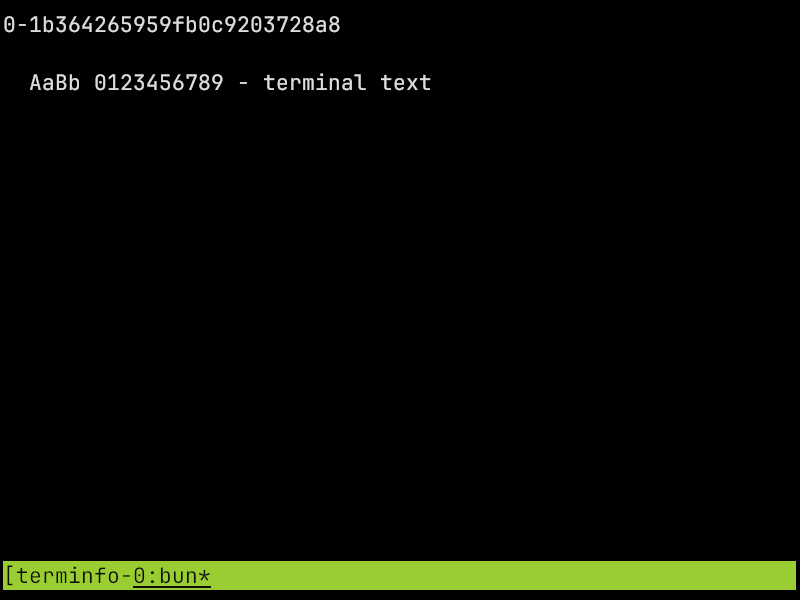 0-1b364265959fb0c9203728a8
AaBb 0123456789 - terminal text
[terminfo-0:bun*